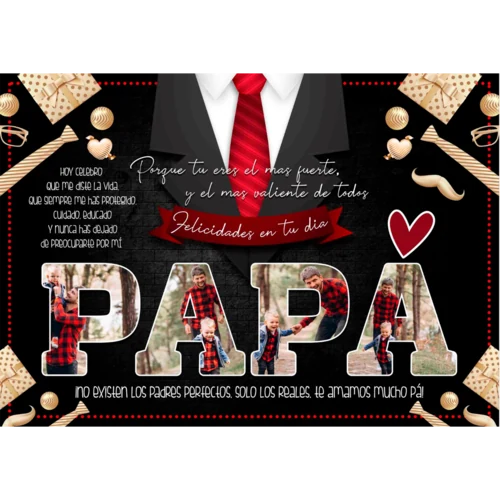 Hoy celebro
que me diste la vida,
que siempre me has protegido,
cuidado, educado
y nunca has dejado
de preocuparte por mí
Porque tu eres el mas fuerte,
y el mas valiente de todos
Felicidades en tu dia
PAPÁ
¡No existen los padres perfectos, solo los reales, te amamos mucho Pá!